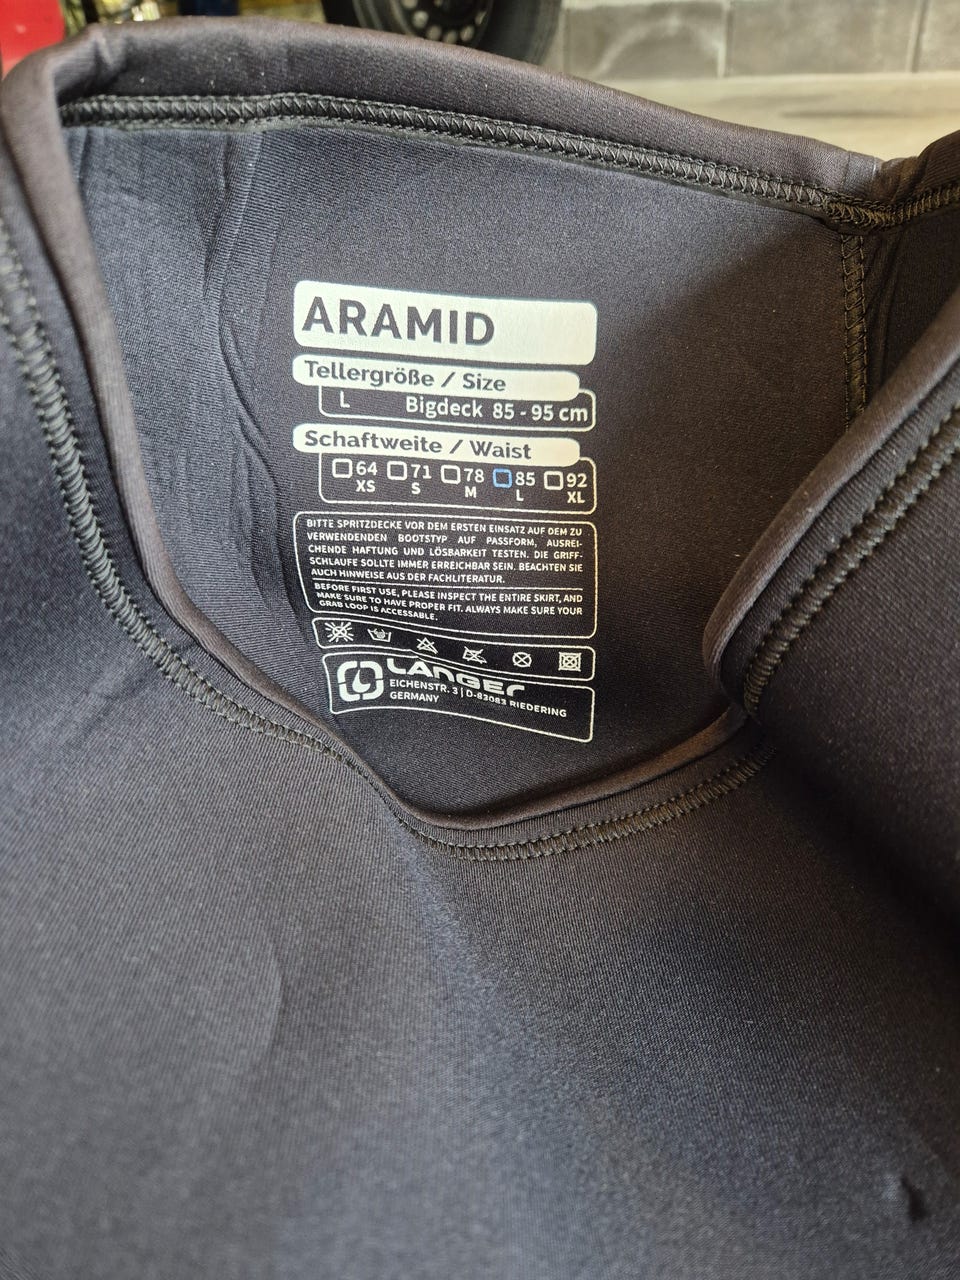 ARAMID
Tellergröße / Size
L Bigdeck 85 - 95 cm
Schaftweite / Waist
64 71 78 85 92
XS S M L XL
BITTE SPRITZDECKE VOR DEM ERSTEN EINSATZ AUF DEM ZU
VERWENDENDEN BOOTSTYP AUF PASSFORM, AUSREI-
CHENDE HAFTUNG UND LÖSBARKEIT TESTEN. DIE GRIFF-
SCHLAUFE SOLLTE IMMER ERREICHBAR SEIN. BEACHTEN SIE
AUCH HINWEISE AUS DER FACHLITERATUR.
BEFORE FIRST USE, PLEASE INSPECT THE ENTIRE SKIRT, AND
MAKE SURE TO HAVE PROPER FIT. ALWAYS MAKE SURE YOUR
GRAB LOOP IS ACCESSABLE.
LANGER
EICHENSTR. 3 | D-83083 RIEDERING
GERMANY